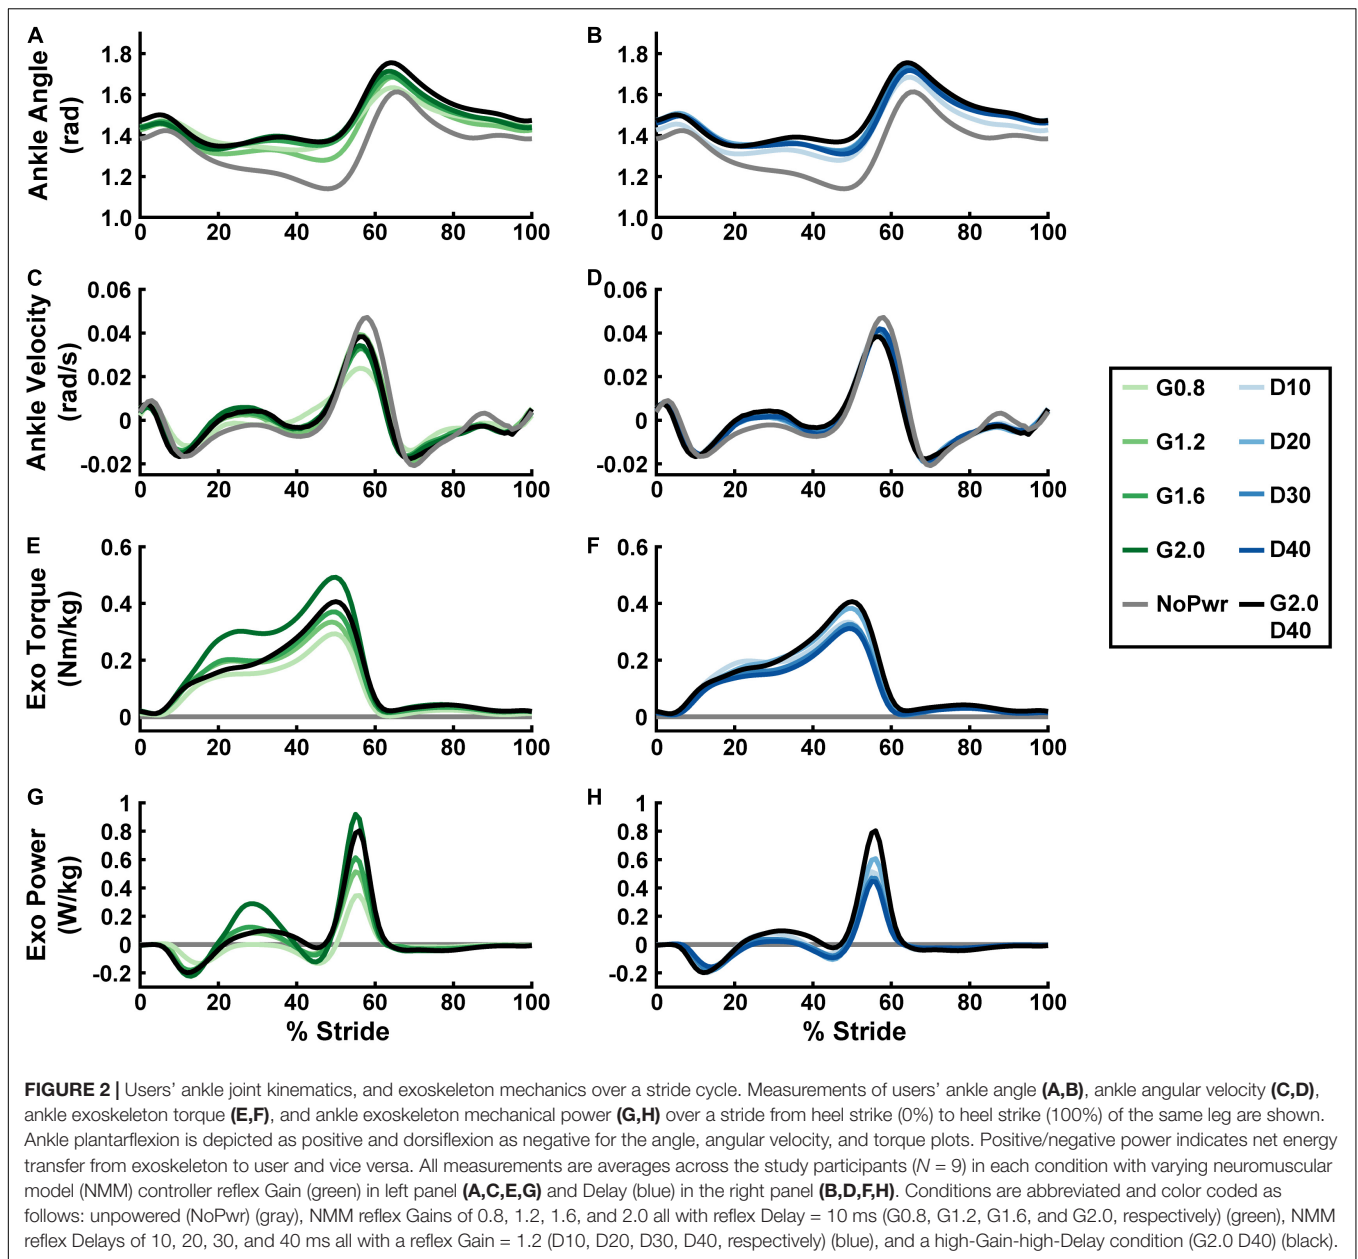 A
B
Ankle Angle
(rad)
1.8
1.6
1.4
1.2
1.0
0 20 40 60 80 100
1.8
1.6
1.4
1.2
1.0
0 20 40 60 80 100
C
D
Ankle Velocity
(rad/s)
0.06
0.04
0.02
0
-0.02
0 20 40 60 80 100
0.06
0.04
0.02
0
-0.02
0 20 40 60 80 100
G0.8 D10
G1.2 D20
G1.6 D30
G2.0 D40
NoPwr G2.0
D40
E
F
Exo Torque
(Nm/kg)
0.6
0.4
0.2
0
0 20 40 60 80 100
0.6
0.4
0.2
0
0 20 40 60 80 100
G
H
Exo Power
(W/kg)
1
0.8
0.6
0.4
0.2
0
-0.2
0 20 40 60 80 100
% Stride
1
0.8
0.6
0.4
0.2
0
-0.2
0 20 40 60 80 100
% Stride
FIGURE 2 | Users' ankle joint kinematics, and exoskeleton mechanics over a stride cycle. Measurements of users' ankle angle (A,B), ankle angular velocity (C,D),
ankle exoskeleton torque (E,F), and ankle exoskeleton mechanical power (G,H) over a stride from heel strike (0%) to heel strike (100%) of the same leg are shown.
Ankle plantarflexion is depicted as positive and dorsiflexion as negative for the angle, angular velocity, and torque plots. Positive/negative power indicates net energy
transfer from exoskeleton to user and vice versa. All measurements are averages across the study participants (N = 9) in each condition with varying neuromuscular
model (NMM) controller reflex Gain (green) in left panel (A,C,E,G) and Delay (blue) in the right panel (B,D,F,H). Conditions are abbreviated and color coded as
follows: unpowered (NoPwr) (gray), NMM reflex Gains of 0.8, 1.2, 1.6, and 2.0 all with reflex Delay = 10 ms (G0.8, G1.2, G1.6, and G2.0, respectively) (green), NMM
reflex Delays of 10, 20, 30, and 40 ms all with a reflex Gain = 1.2 (D10, D20, D30, D40, respectively) (blue), and a high-Gain-high-Delay condition (G2.0 D40) (black).